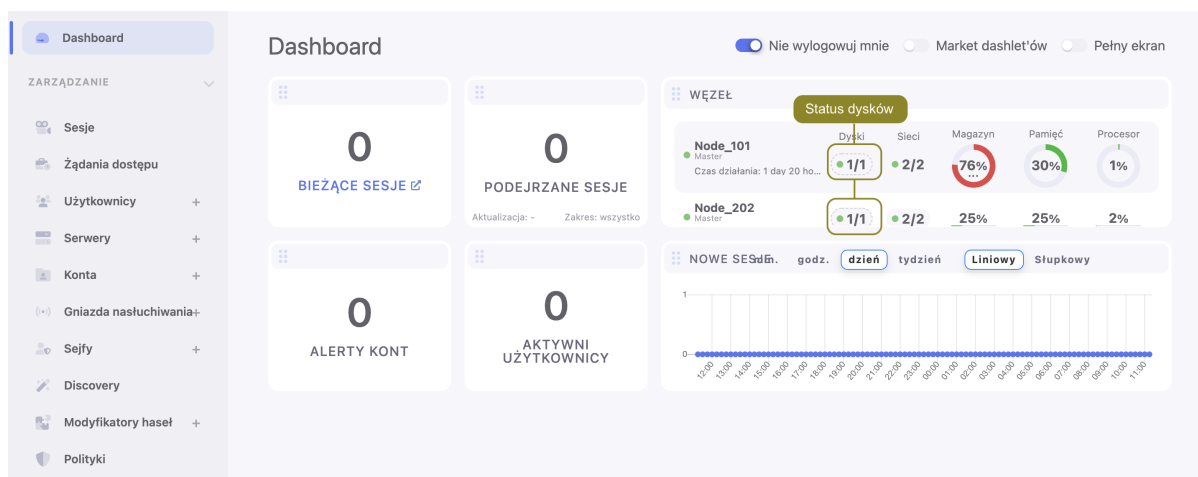 Dashboard
ZARZĄDZANIE
Sesje
Żądania dostępu
Użytkownicy +
Serwery +
Konta +
Gniazda nasłuchiwania+
Sejfy +
Discovery
Modyfikatory haseł +
Polityki
Dashboard
Nie wylogowuj mnie Market dashlet'ów Pełny ekran
0
BIEŻĄCE SESJE
0
PODEJRZANE SESJE
Aktualizacja: - Zakres: wszystko
WĘZEŁ
Status dysków
Dyski Sieci Magazyn Pamięć Procesor
Node_101
Master
Czas działania: 1 day 20 ho...
1/1 2/2 76% ... 30% 1%
Node_202
Master
1/1 2/2 25% 25% 2%
0
ALERTY KONT
0
AKTYWNI
UŻYTKOWNICY
NOWE SESJE min. godz. dzień tydzień Liniowy Słupkowy
1
0
12:00 13:00 14:00 15:00 16:00 17:00 18:00 19:00 20:00 21:00 22:00 23:00 00:00 01:00 02:00 03:00 04:00 05:00 06:00 07:00 08:00 09:00 10:00 11:00